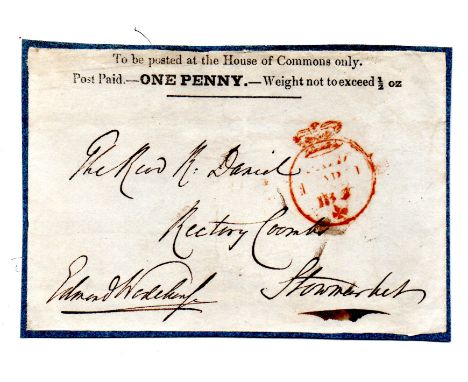 To be posted at the House of Commons only.
Post Paid.—ONE PENNY.—Weight not to exceed ½ oz
The Revd R. Daniel
Rectory Coombs
Stowmarket
Edmond Wodehouse